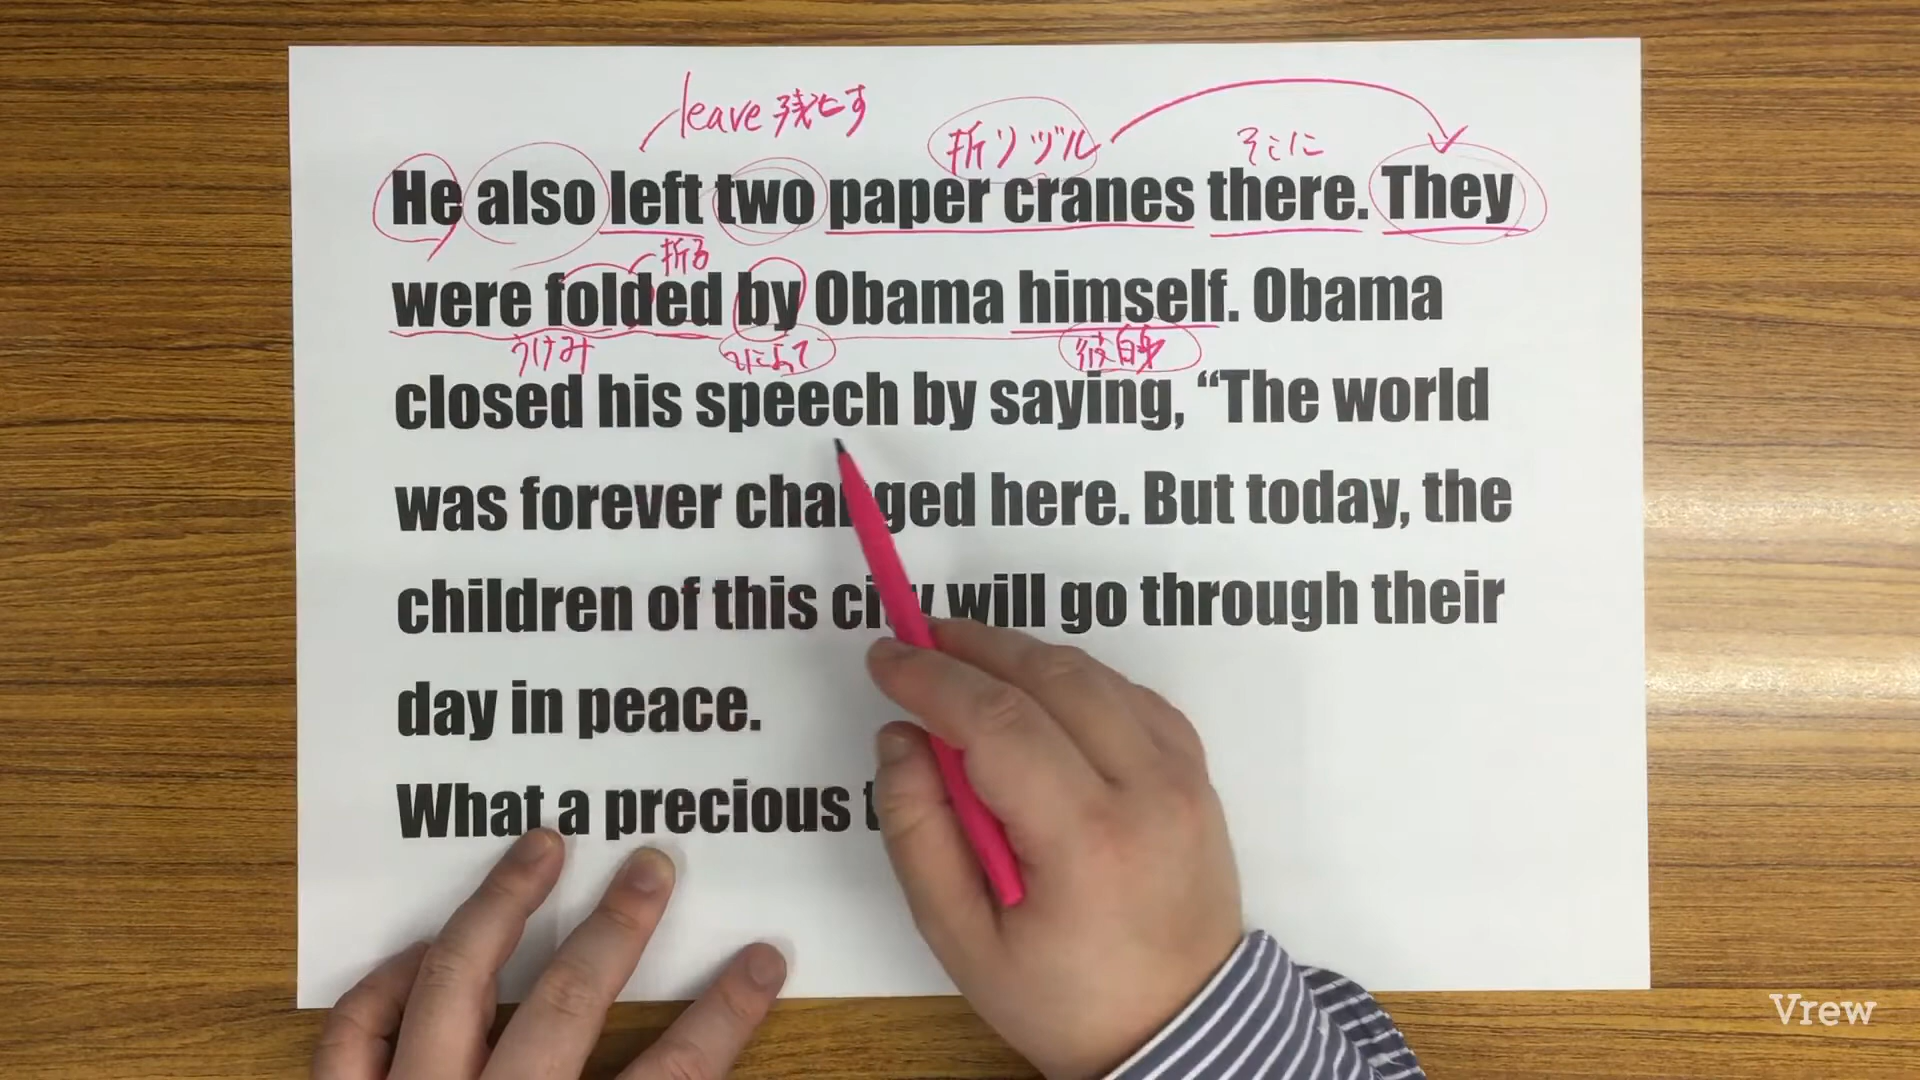 leave 残こす
折りヅル
そこに
He also left two paper cranes there. They
折る
were folded by Obama himself. Obama
うけみ
によって
彼自身
closed his speech by saying, “The world
was forever changed here. But today, the
children of this city will go through their
day in peace.
What a precious
Vrew